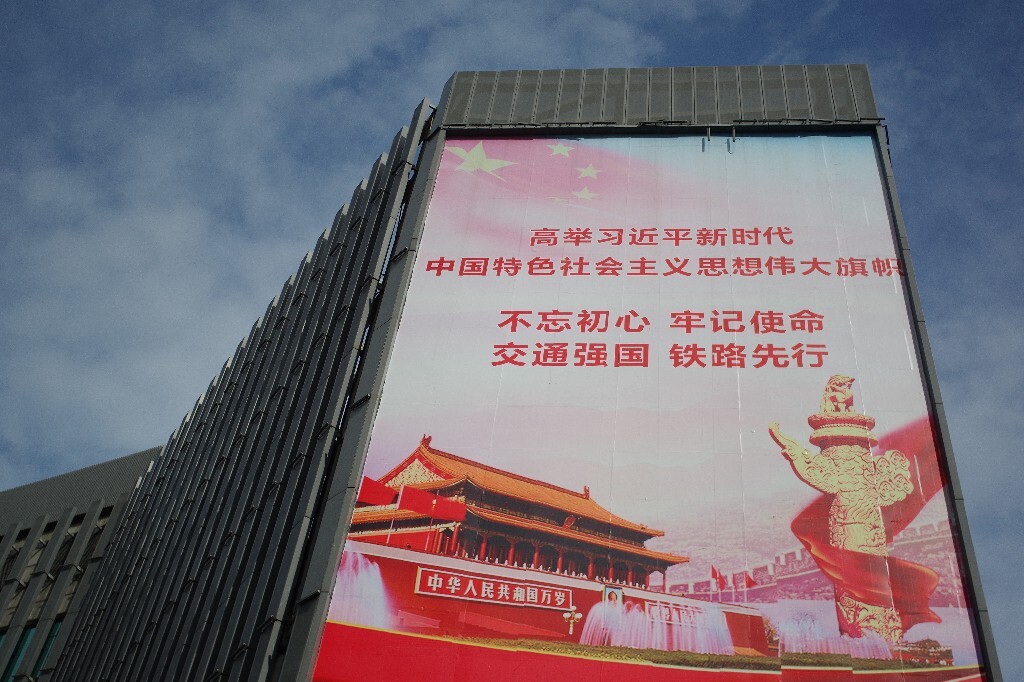 高举习近平新时代
中国特色社会主义思想伟大旗帜
不忘初心 牢记使命
交通强国 铁路先行
中华人民共和国万岁